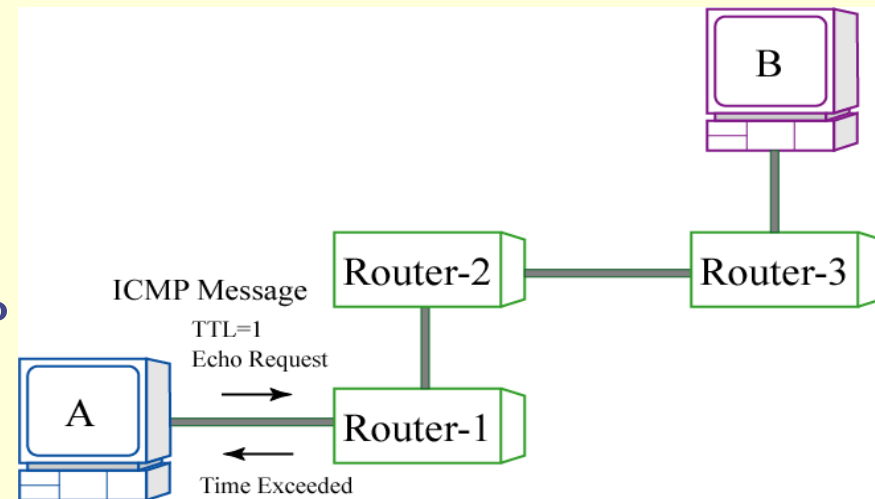 B
Router-2
Router-3
ICMP Message
TTL=1
Echo Request
A
Router-1
Time Exceeded